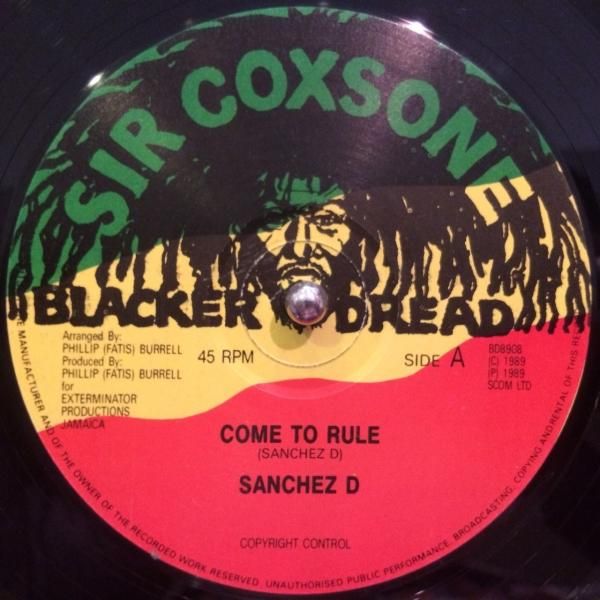 SIR COXSONE
BLACKER DREAD
Arranged By:
PHILLIP (FATIS) BURRELL
Produced By:
PHILLIP (FATIS) BURRELL
for
EXTERMINATOR
PRODUCTIONS
JAMAICA
45 RPM
SIDE A
BD8908
(C) 1989
(P) 1989
SCOM LTD
COME TO RULE
(SANCHEZ D)
SANCHEZ D
COPYRIGHT CONTROL
MANUFACTURER AND OF THE OWNER OF THE RECORDED WORK RESERVED. UNAUTHORISED PUBLIC PERFORMANCE, BROADCASTING, COPYING AND RENTAL OF THIS